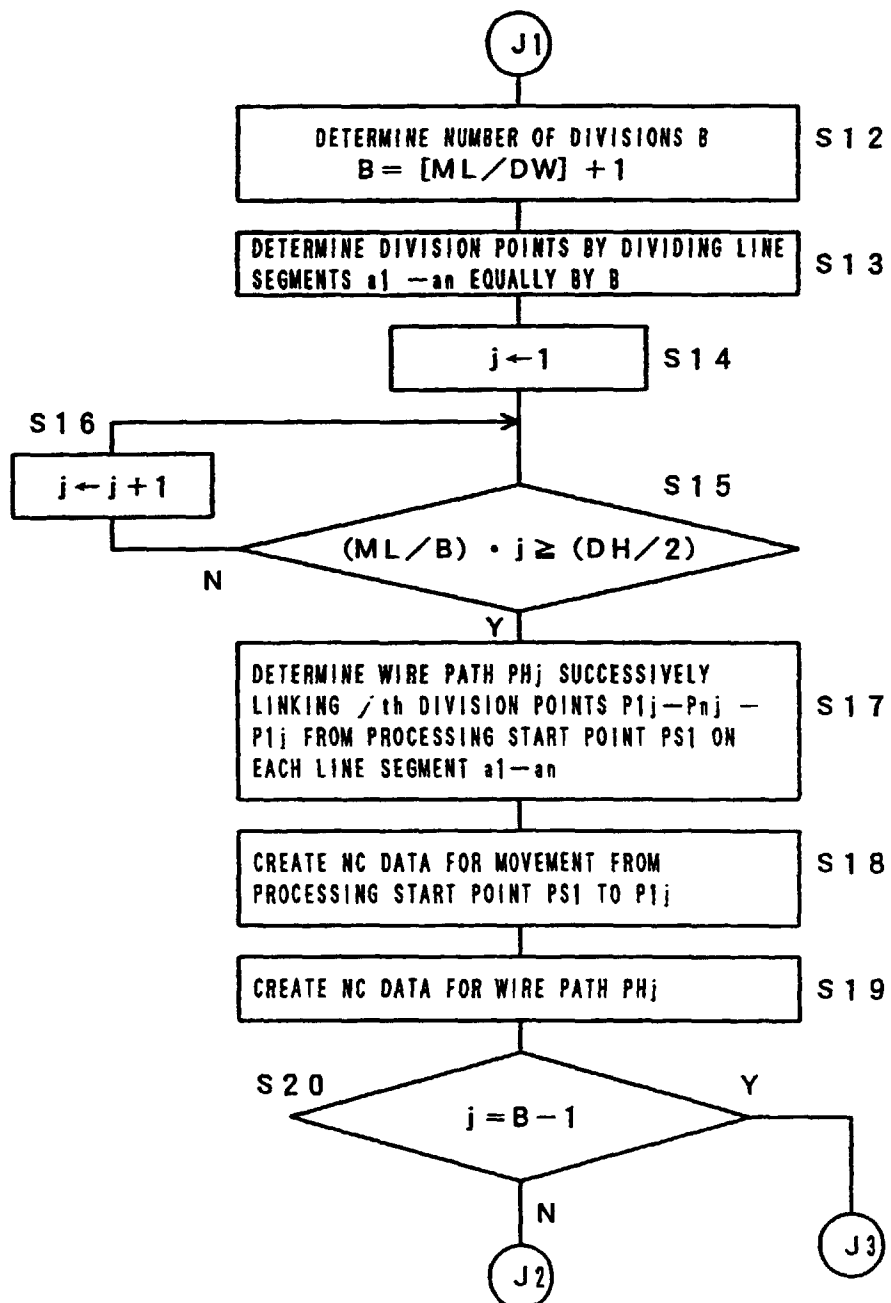 J1
DETERMINE NUMBER OF DIVISIONS B
B = [ML/DW] + 1
S12
DETERMINE DIVISION POINTS BY DIVIDING LINE
SEGMENTS a1 —an EQUALLY BY B
S13
j←1
S14
S16
j←j+1
S15
(ML/B) · j ≥ (DH/2)
N
Y
DETERMINE WIRE PATH PHj SUCCESSIVELY
LINKING j th DIVISION POINTS P1j—Pnj —
P1j FROM PROCESSING START POINT PS1 ON
EACH LINE SEGMENT a1—an
S17
CREATE NC DATA FOR MOVEMENT FROM
PROCESSING START POINT PS1 TO P1j
S18
CREATE NC DATA FOR WIRE PATH PHj
S19
S20
Y
j=B−1
N
J3
J2